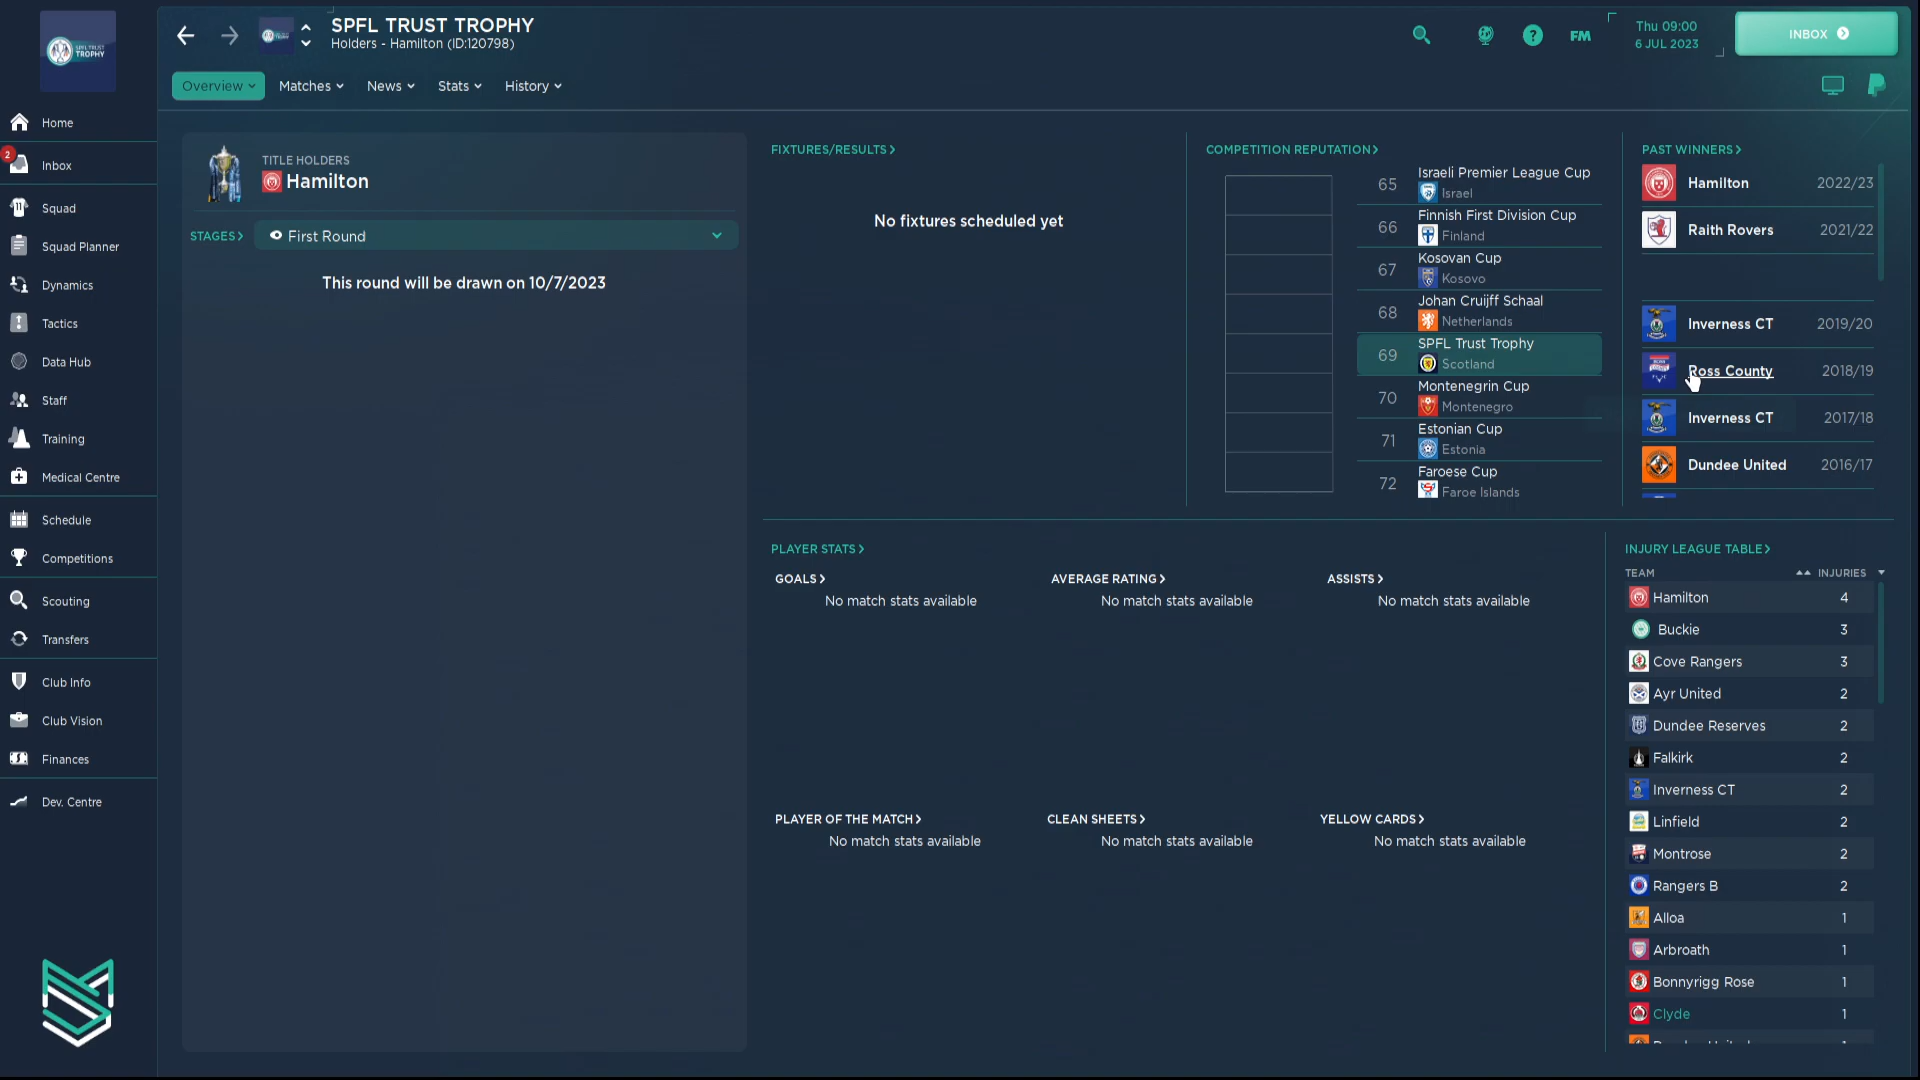 SPFL TRUST TROPHY
SPFL TRUST TROPHY
Holders - Hamilton (ID:120798)
FM
Thu 09:00
6 JUL 2023
INBOX
Overview
Matches
News
Stats
History
Home
2
Inbox
Squad
Squad Planner
Dynamics
Tactics
Data Hub
Staff
Training
Medical Centre
Schedule
Competitions
Scouting
Transfers
Club Info
Club Vision
Finances
Dev. Centre
TITLE HOLDERS
Hamilton
STAGES
First Round
This round will be drawn on 10/7/2023
FIXTURES/RESULTS
No fixtures scheduled yet
COMPETITION REPUTATION
65 Israeli Premier League Cup
Israel
66 Finnish First Division Cup
Finland
67 Kosovan Cup
Kosovo
68 Johan Cruijff Schaal
Netherlands
69 SPFL Trust Trophy
Scotland
70 Montenegrin Cup
Montenegro
71 Estonian Cup
Estonia
72 Faroese Cup
Faroe Islands
PAST WINNERS
Hamilton 2022/23
Raith Rovers 2021/22
Inverness CT 2019/20
Ross County 2018/19
Inverness CT 2017/18
Dundee United 2016/17
PLAYER STATS
GOALS
No match stats available
AVERAGE RATING
No match stats available
ASSISTS
No match stats available
PLAYER OF THE MATCH
No match stats available
CLEAN SHEETS
No match stats available
YELLOW CARDS
No match stats available
INJURY LEAGUE TABLE
TEAM INJURIES
Hamilton 4
Buckie 3
Cove Rangers 3
Ayr United 2
Dundee Reserves 2
Falkirk 2
Inverness CT 2
Linfield 2
Montrose 2
Rangers B 2
Alloa 1
Arbroath 1
Bonnyrigg Rose 1
Clyde 1